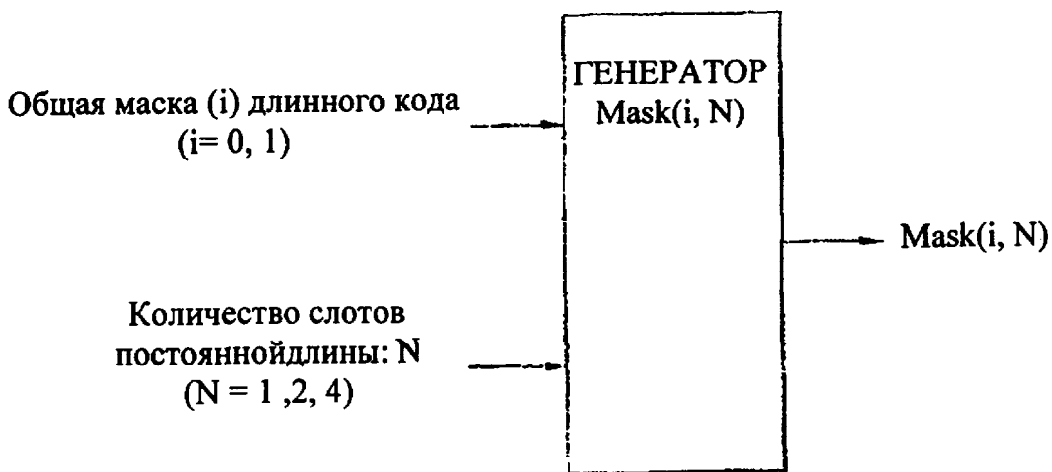 ГЕНЕРАТОР
Mask(i, N)
Общая маска (i) длинного кода
(i= 0, 1)
Mask(i, N)
Количество слотов
постояннойдлины: N
(N = 1 ,2, 4)